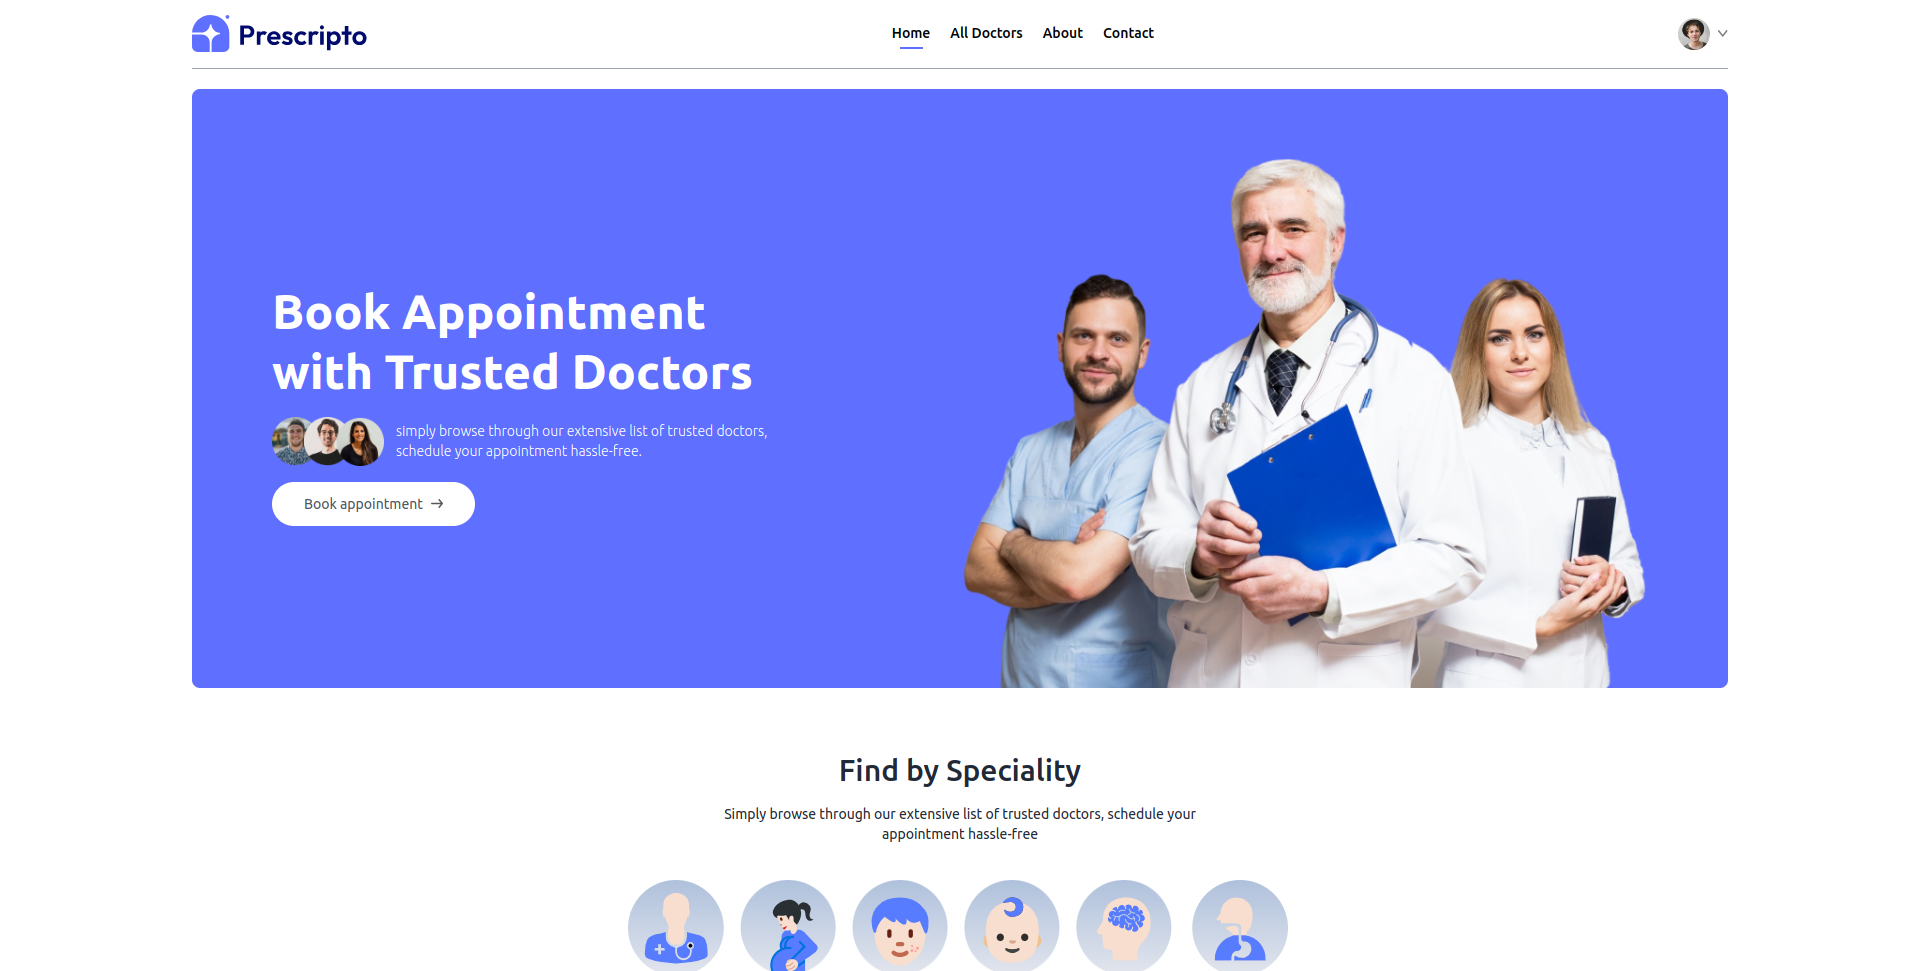 Prescripto
Home
All Doctors
About
Contact
Book Appointment
with Trusted Doctors
simply browse through our extensive list of trusted doctors,
schedule your appointment hassle-free.
Book appointment →
Find by Speciality
Simply browse through our extensive list of trusted doctors, schedule your
appointment hassle-free